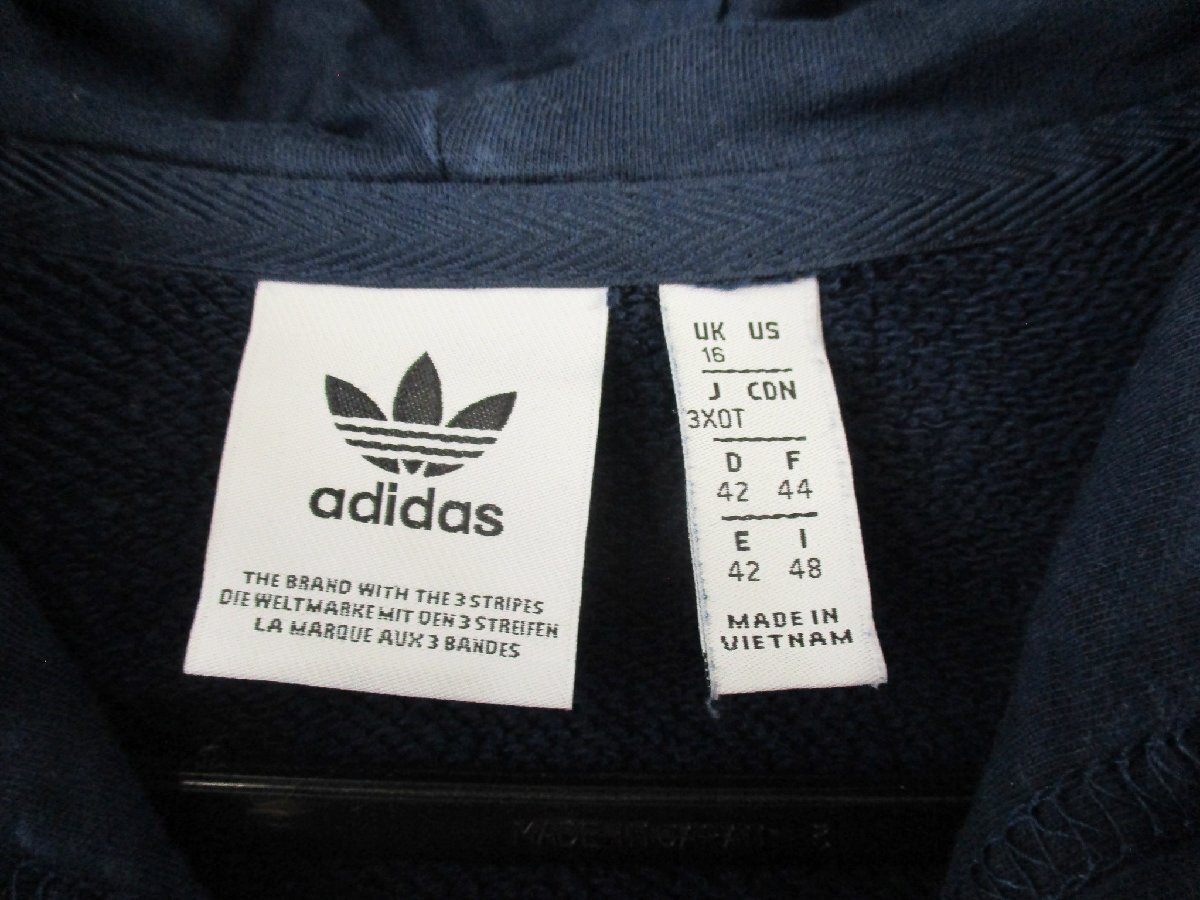 adidas
THE BRAND WITH THE 3 STRIPES
DIE WELTMARKE MIT DEN 3 STREIFEN
LA MARQUE AUX 3 BANDES
UK US
16
J CDN
3XOT
D F
42 44
E I
42 48
MADE IN
VIETNAM